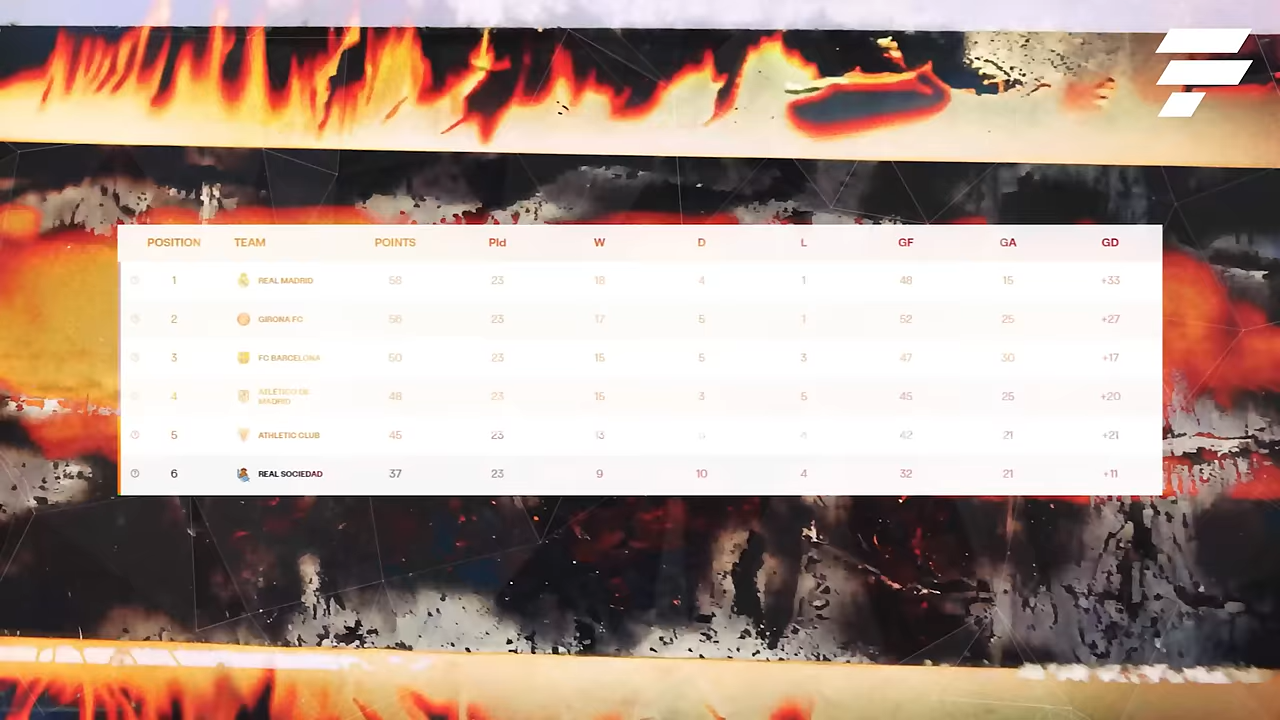 POSITION TEAM POINTS Pld W D L GF GA GD
1 REAL MADRID 58 23 18 4 1 48 15 +33
2 GIRONA FC 56 23 17 5 1 52 25 +27
3 FC BARCELONA 50 23 15 5 3 47 30 +17
4 ATLÉTICO DE MADRID 48 23 15 3 5 45 25 +20
5 ATHLETIC CLUB 45 23 13 42 21 +21
6 REAL SOCIEDAD 37 23 9 10 4 32 21 +11